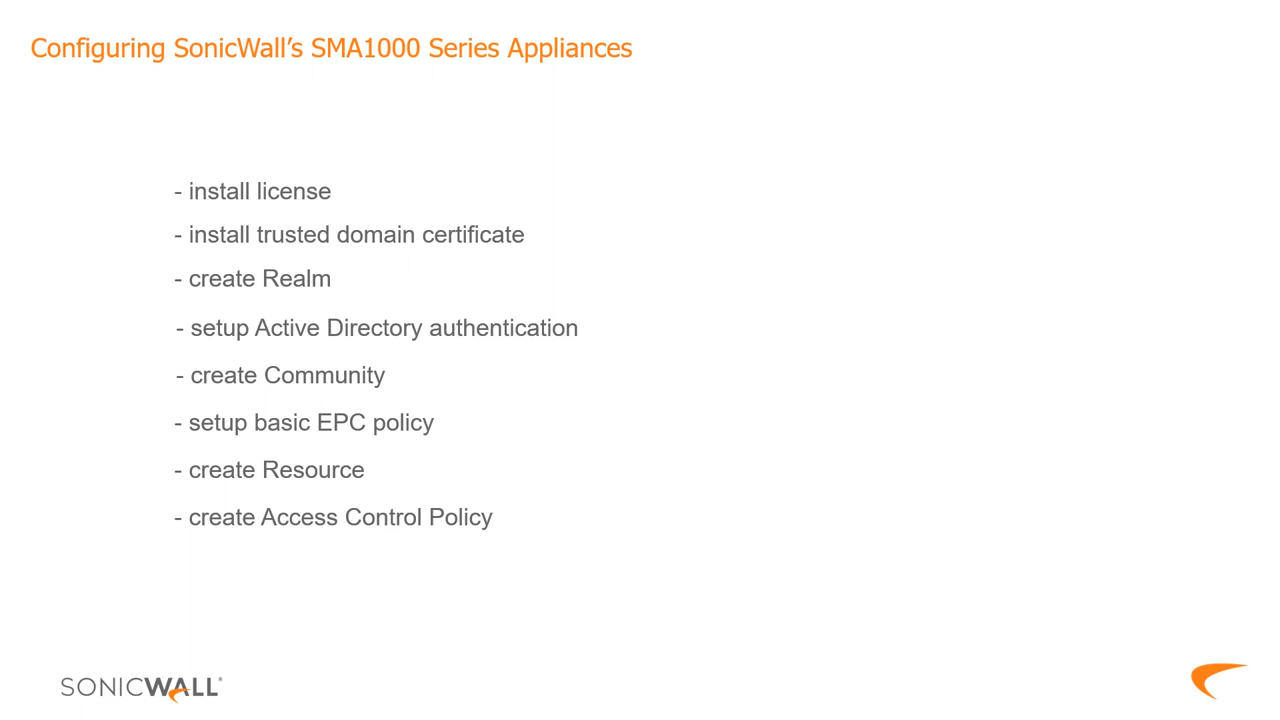 Configuring SonicWall’s SMA1000 Series Appliances
- install license
- install trusted domain certificate
- create Realm
- setup Active Directory authentication
- create Community
- setup basic EPC policy
- create Resource
- create Access Control Policy
SONICWALL®